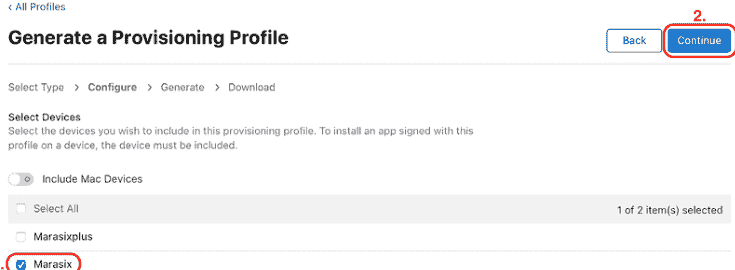 ‹ All Profiles
2.
Generate a Provisioning Profile
Back
Continue
Select Type > Configure > Generate > Download
Select Devices
Select the devices you wish to include in this provisioning profile. To install an app signed with this
profile on a device, the device must be included.
Include Mac Devices
Select All
1 of 2 item(s) selected
Marasixplus
Marasix